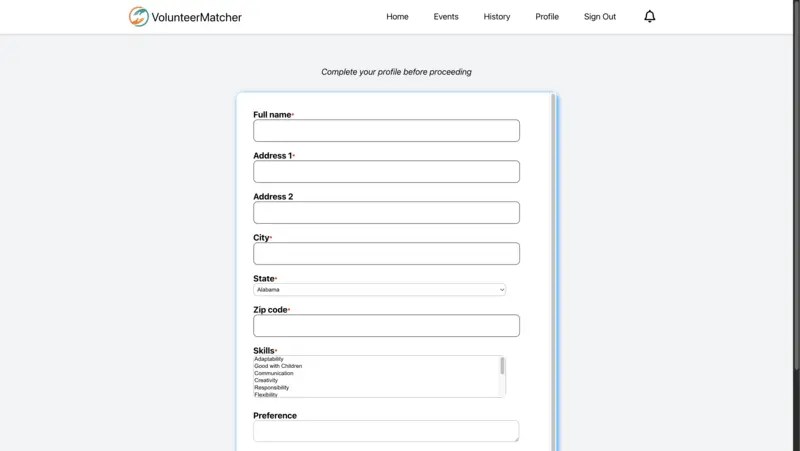 VolunteerMatcher Home Events History Profile Sign Out
Complete your profile before proceeding
Full name*
Address 1*
Address 2
City*
State*
Alabama
Zip code*
Skills*
Adaptability
Good with Children
Communication
Creativity
Responsibility
Flexibility
Preference